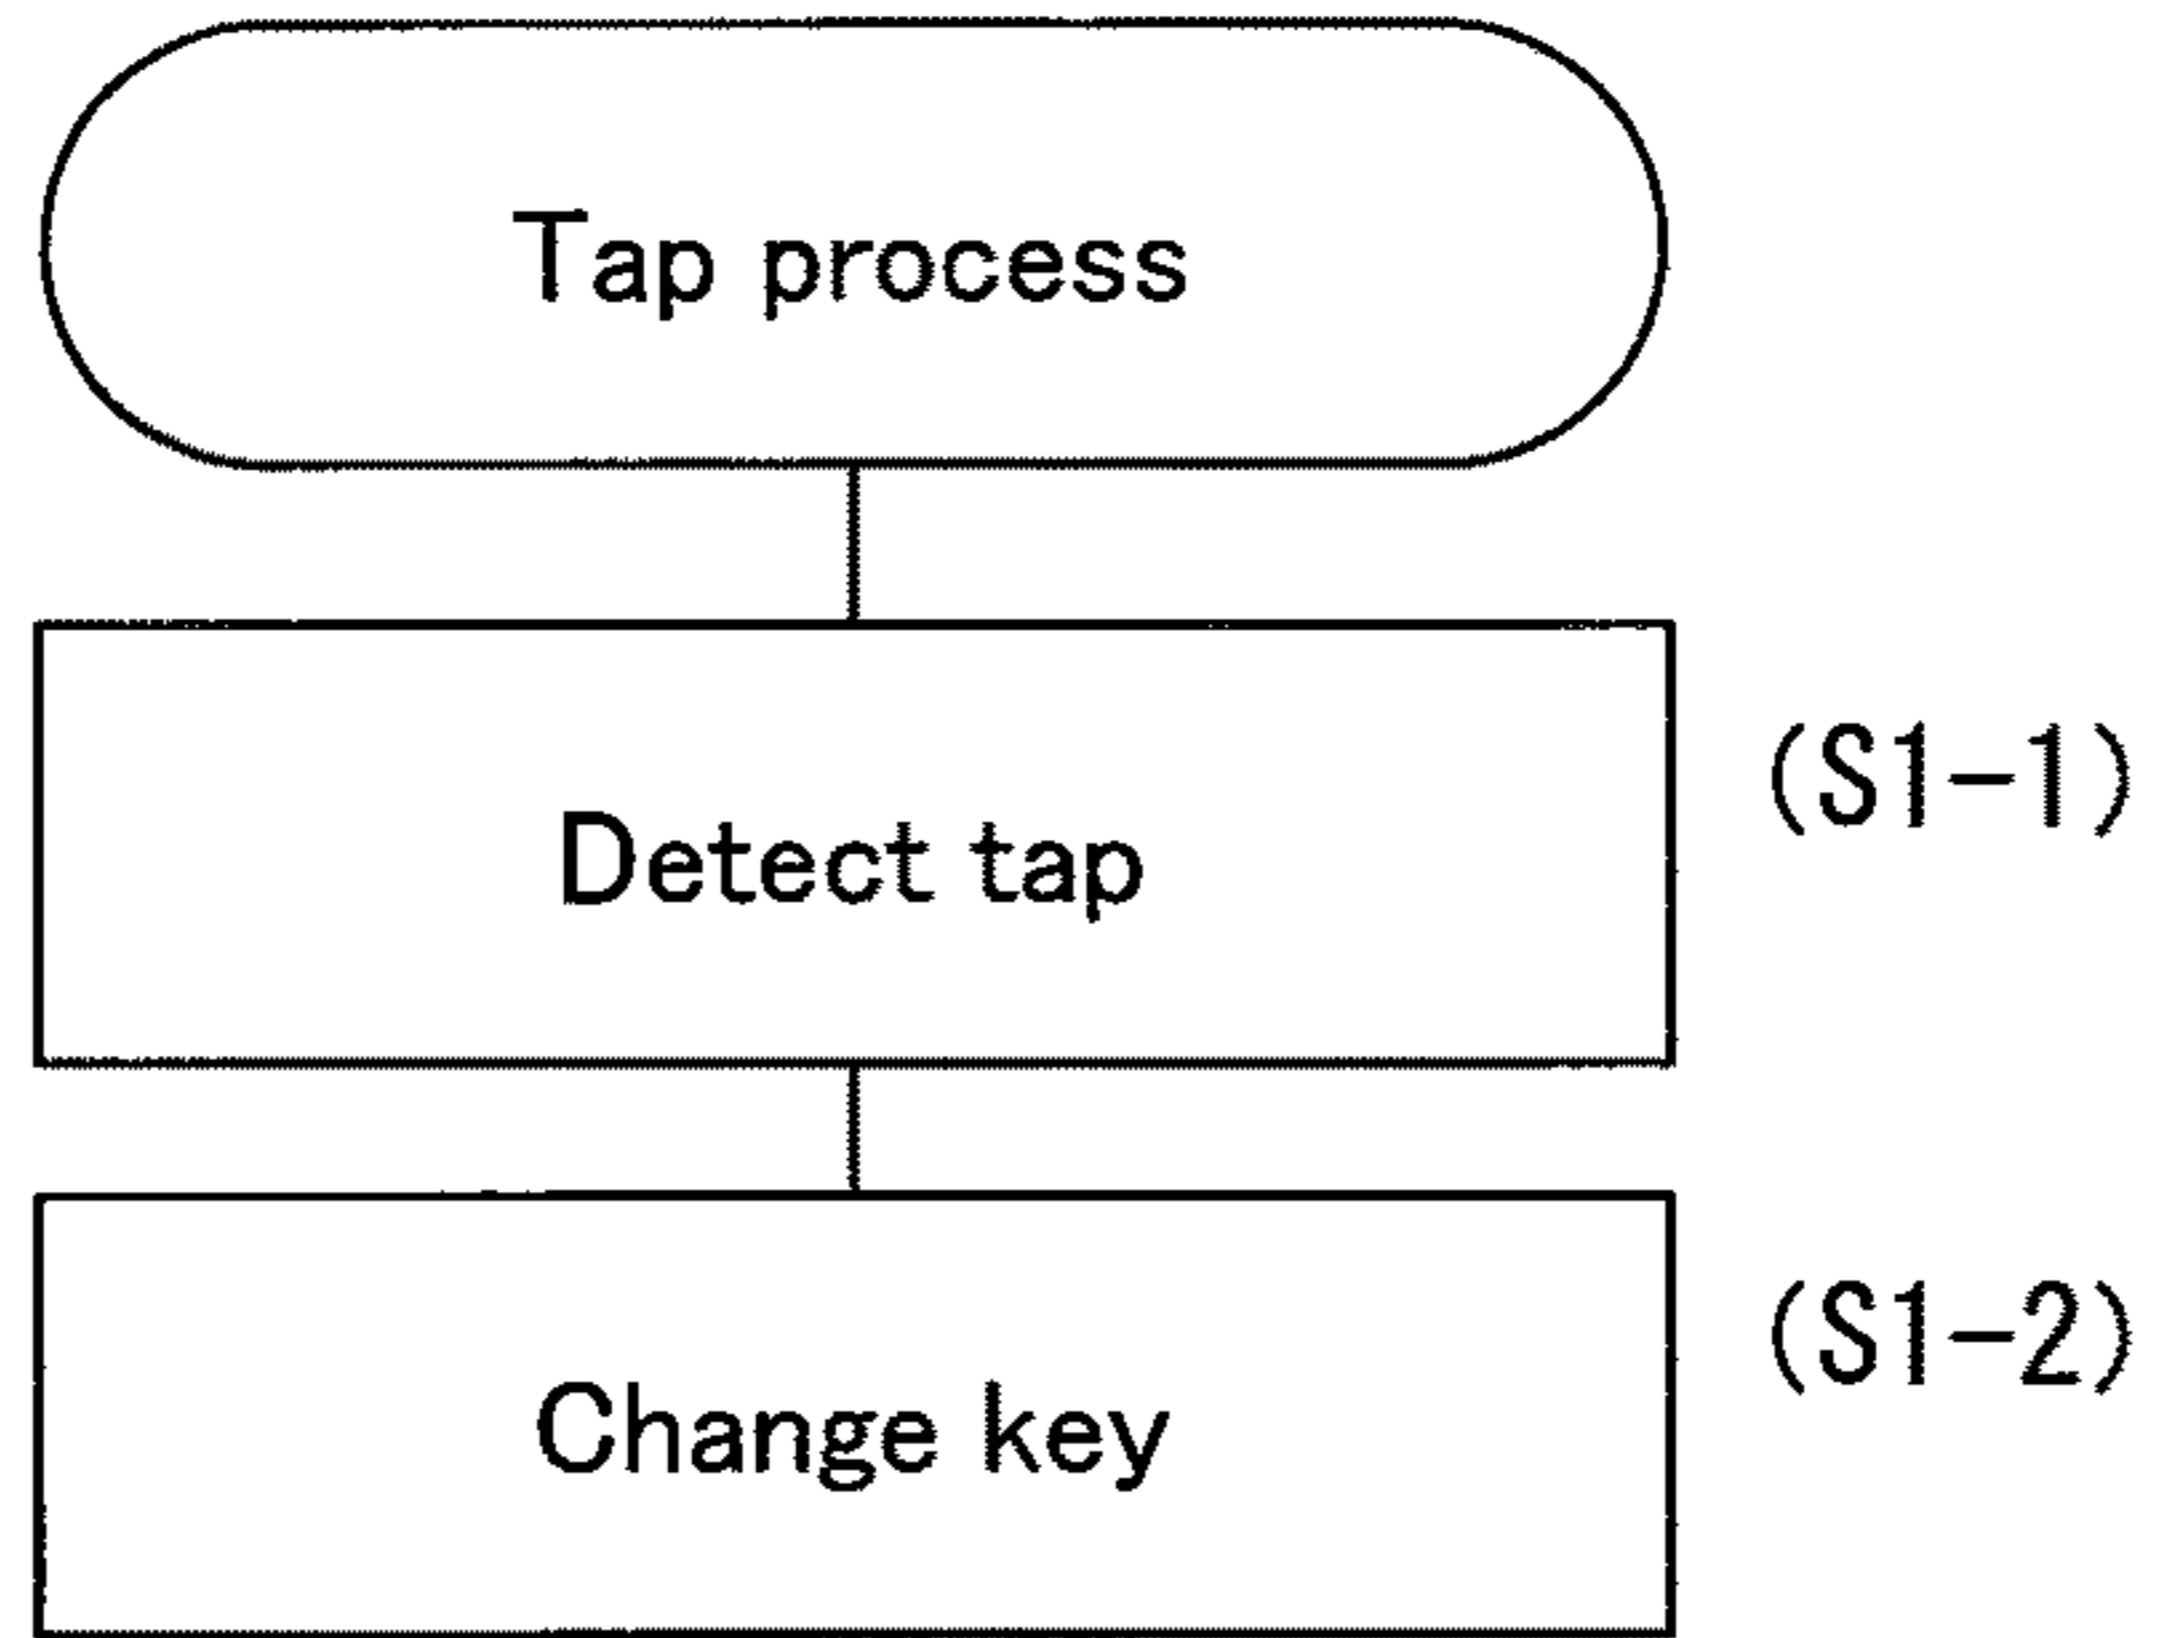 Tap process
Detect tap
(S1-1)
Change key
(S1-2)